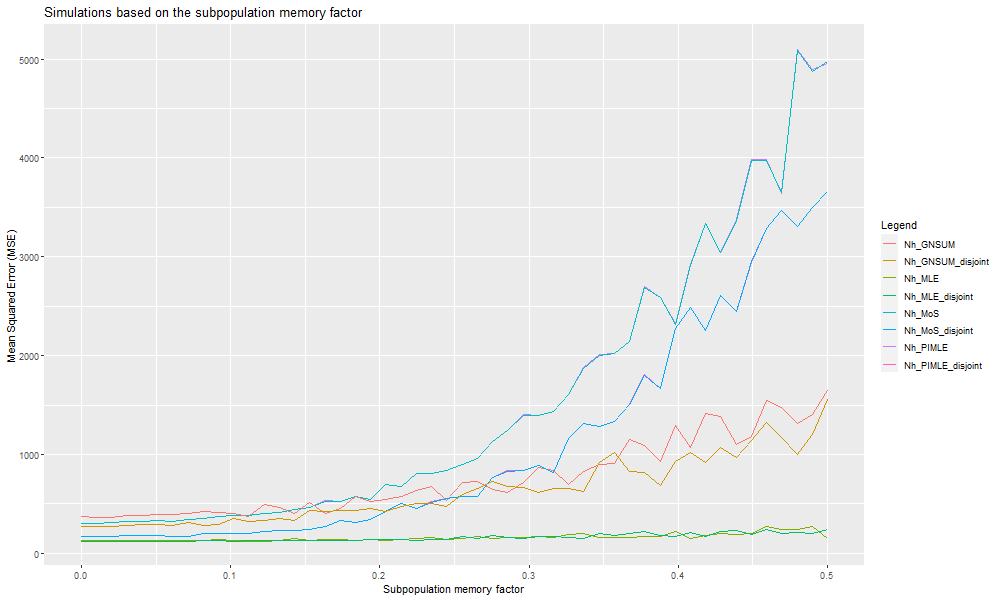 Simulations based on the subpopulation memory factor
5000
4000
3000
2000
1000
0
Mean Squared Error (MSE)
0.0
0.1
0.2
0.3
0.4
0.5
Subpopulation memory factor
Legend
Nh_GNSUM
Nh_GNSUM_disjoint
Nh_MLE
Nh_MLE_disjoint
Nh_MoS
Nh_MoS_disjoint
Nh_PIMLE
Nh_PIMLE_disjoint